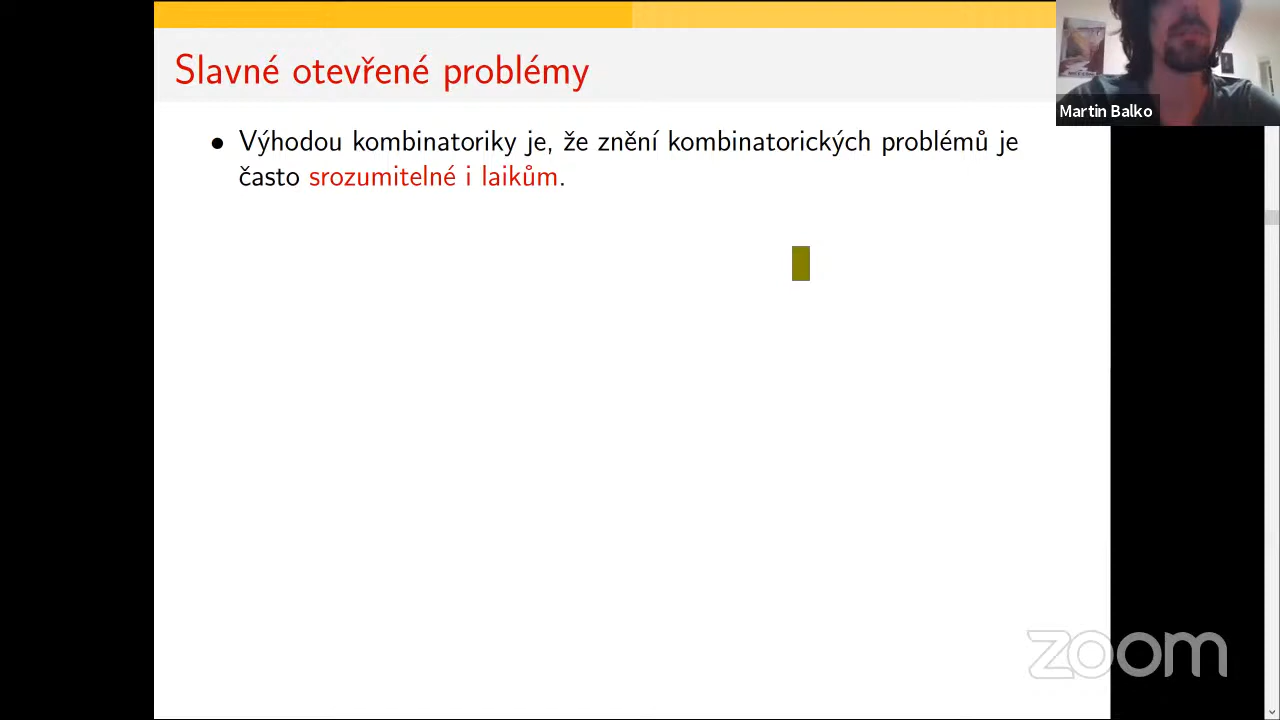 Slavné otevřené problémy
Martin Balko
• Výhodou kombinatoriky je, že znění kombinatorických problémů je
často srozumitelné i laikům.
zoom